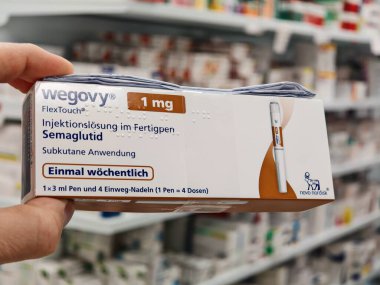 wegovy® 1 mg
FlexTouch®
Injektionslösung im Fertigpen
Semaglutid
Subkutane Anwendung
Einmal wöchentlich
1×3 ml Pen und 4 Einweg-Nadeln (1 Pen = 4 Dosen)
novo nordisk